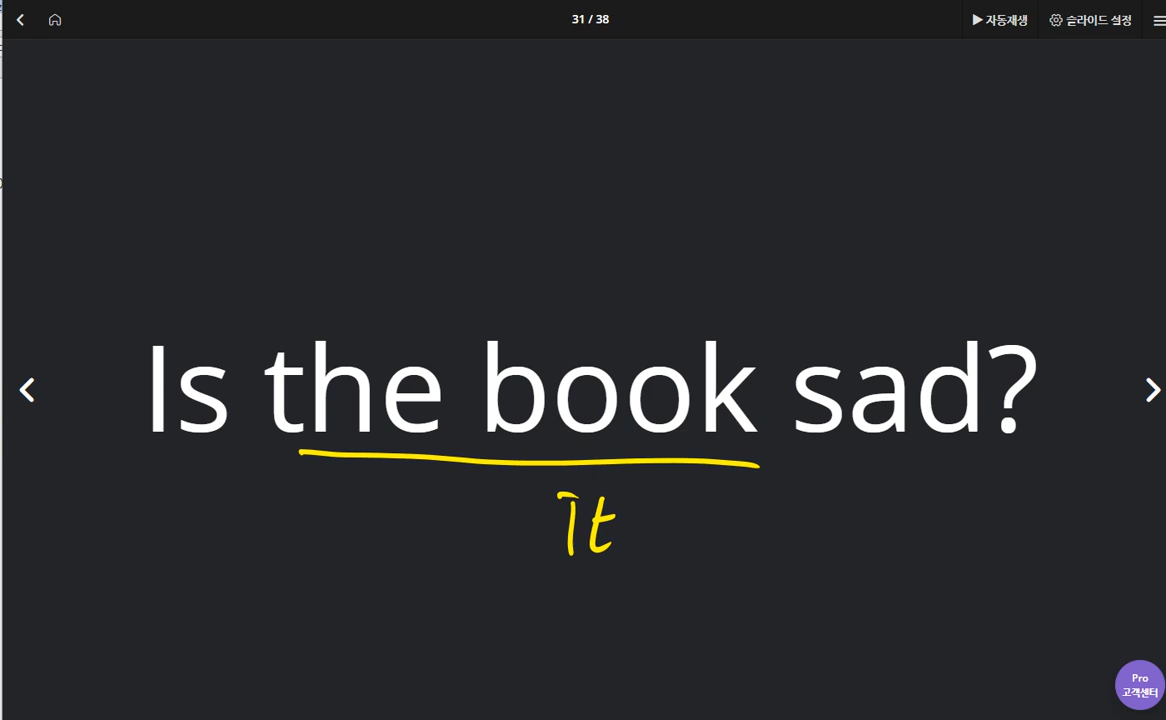 31 / 38
▶ 자동재생
슬라이드 설정
Is the book sad?
It
Pro
고객센터